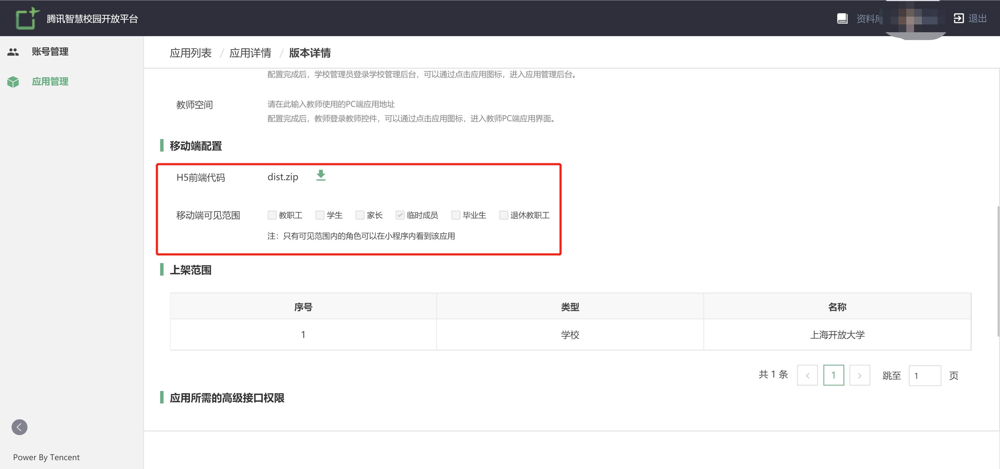 腾讯智慧校园开放平台
资料
退出
账号管理
应用管理
应用列表 / 应用详情 / 版本详情
配置完成后，学校管理员登录学校管理后台，可以通过点击应用图标，进入应用管理后台。
教师空间
请在此输入教师使用的PC端应用地址
配置完成后，教师登录教师控件，可以通过点击应用图标，进入教师PC端应用界面。
移动端配置
H5前端代码 dist.zip
移动端可见范围 教职工 学生 家长 临时成员 毕业生 退休教职工
注：只有可见范围内的角色可以在小程序内看到该应用
上架范围
序号 类型 名称
1 学校 上海开放大学
共 1 条 < 1 > 跳至 1 页
应用所需的高级接口权限
Power By Tencent